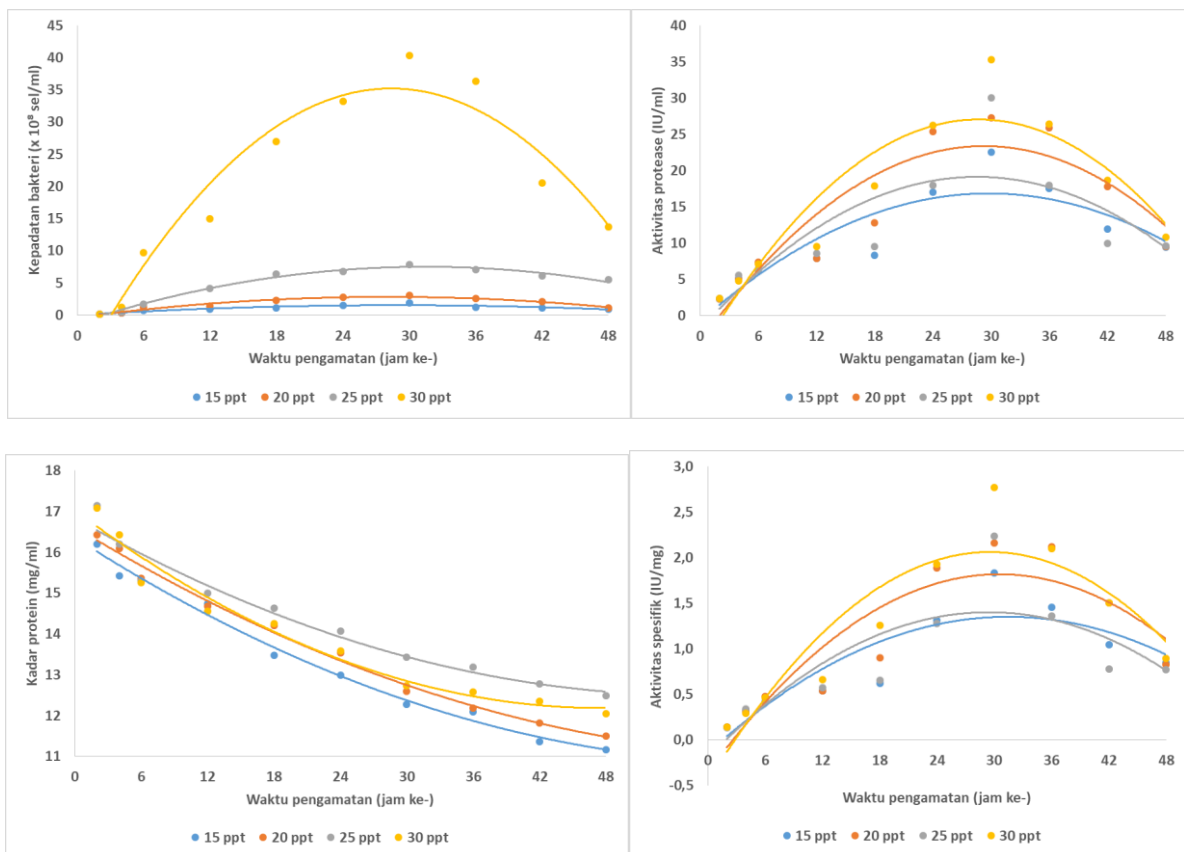 Kepadatan bakteri (x 10⁸ sel/ml)
45
40
35
30
25
20
15
10
5
0
0 6 12 18 24 30 36 42 48
Waktu pengamatan (jam ke-)
15 ppt 20 ppt 25 ppt 30 ppt
Aktivitas protease (IU/ml)
40
35
30
25
20
15
10
5
0
0 6 12 18 24 30 36 42 48
Waktu pengamatan (jam ke-)
15 ppt 20 ppt 25 ppt 30 ppt
Kadar protein (mg/ml)
18
17
16
15
14
13
12
11
0 6 12 18 24 30 36 42 48
Waktu pengamatan (jam ke-)
15 ppt 20 ppt 25 ppt 30 ppt
Aktivitas spesifik (IU/mg)
3,0
2,5
2,0
1,5
1,0
0,5
0,0
-0,5
0 6 12 18 24 30 36 42 48
Waktu pengamatan (jam ke-)
15 ppt 20 ppt 25 ppt 30 ppt